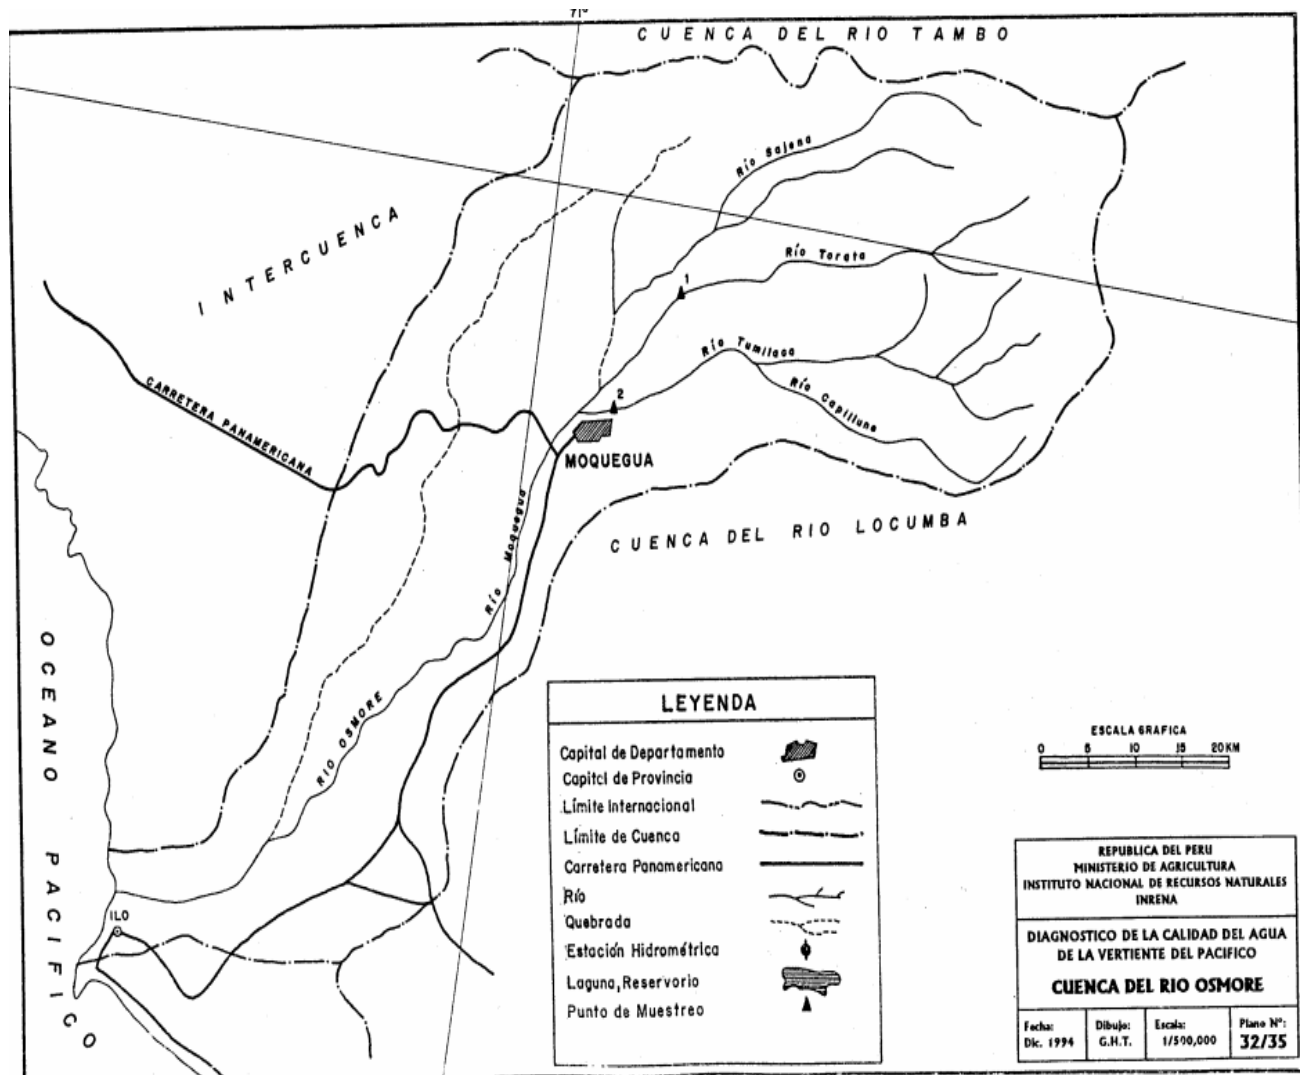 71°
CUENCA DEL RIO TAMBO
Río Sajena
INTERCUENCA
Río Torata
1
Río Tumilaca
2
Río Capillune
CARRETERA PANAMERICANA
MOQUEGUA
Río Moquegua
CUENCA DEL RIO LOCUMBA
OCEANO PACIFICO
RIO OSMORE
ILO
LEYENDA
Capital de Departamento
Capital de Provincia
Límite Internacional
Límite de Cuenca
Carretera Panamericana
Río
Quebrada
Estación Hidrométrica
Laguna, Reservorio
Punto de Muestreo
ESCALA GRAFICA
0 5 10 15 20 KM
REPUBLICA DEL PERU
MINISTERIO DE AGRICULTURA
INSTITUTO NACIONAL DE RECURSOS NATURALES
INRENA
DIAGNOSTICO DE LA CALIDAD DEL AGUA
DE LA VERTIENTE DEL PACIFICO
CUENCA DEL RIO OSMORE
Fecha: Dibujo: Escala: Plano Nº:
Dic. 1994 G.H.T. 1/500,000 32/35